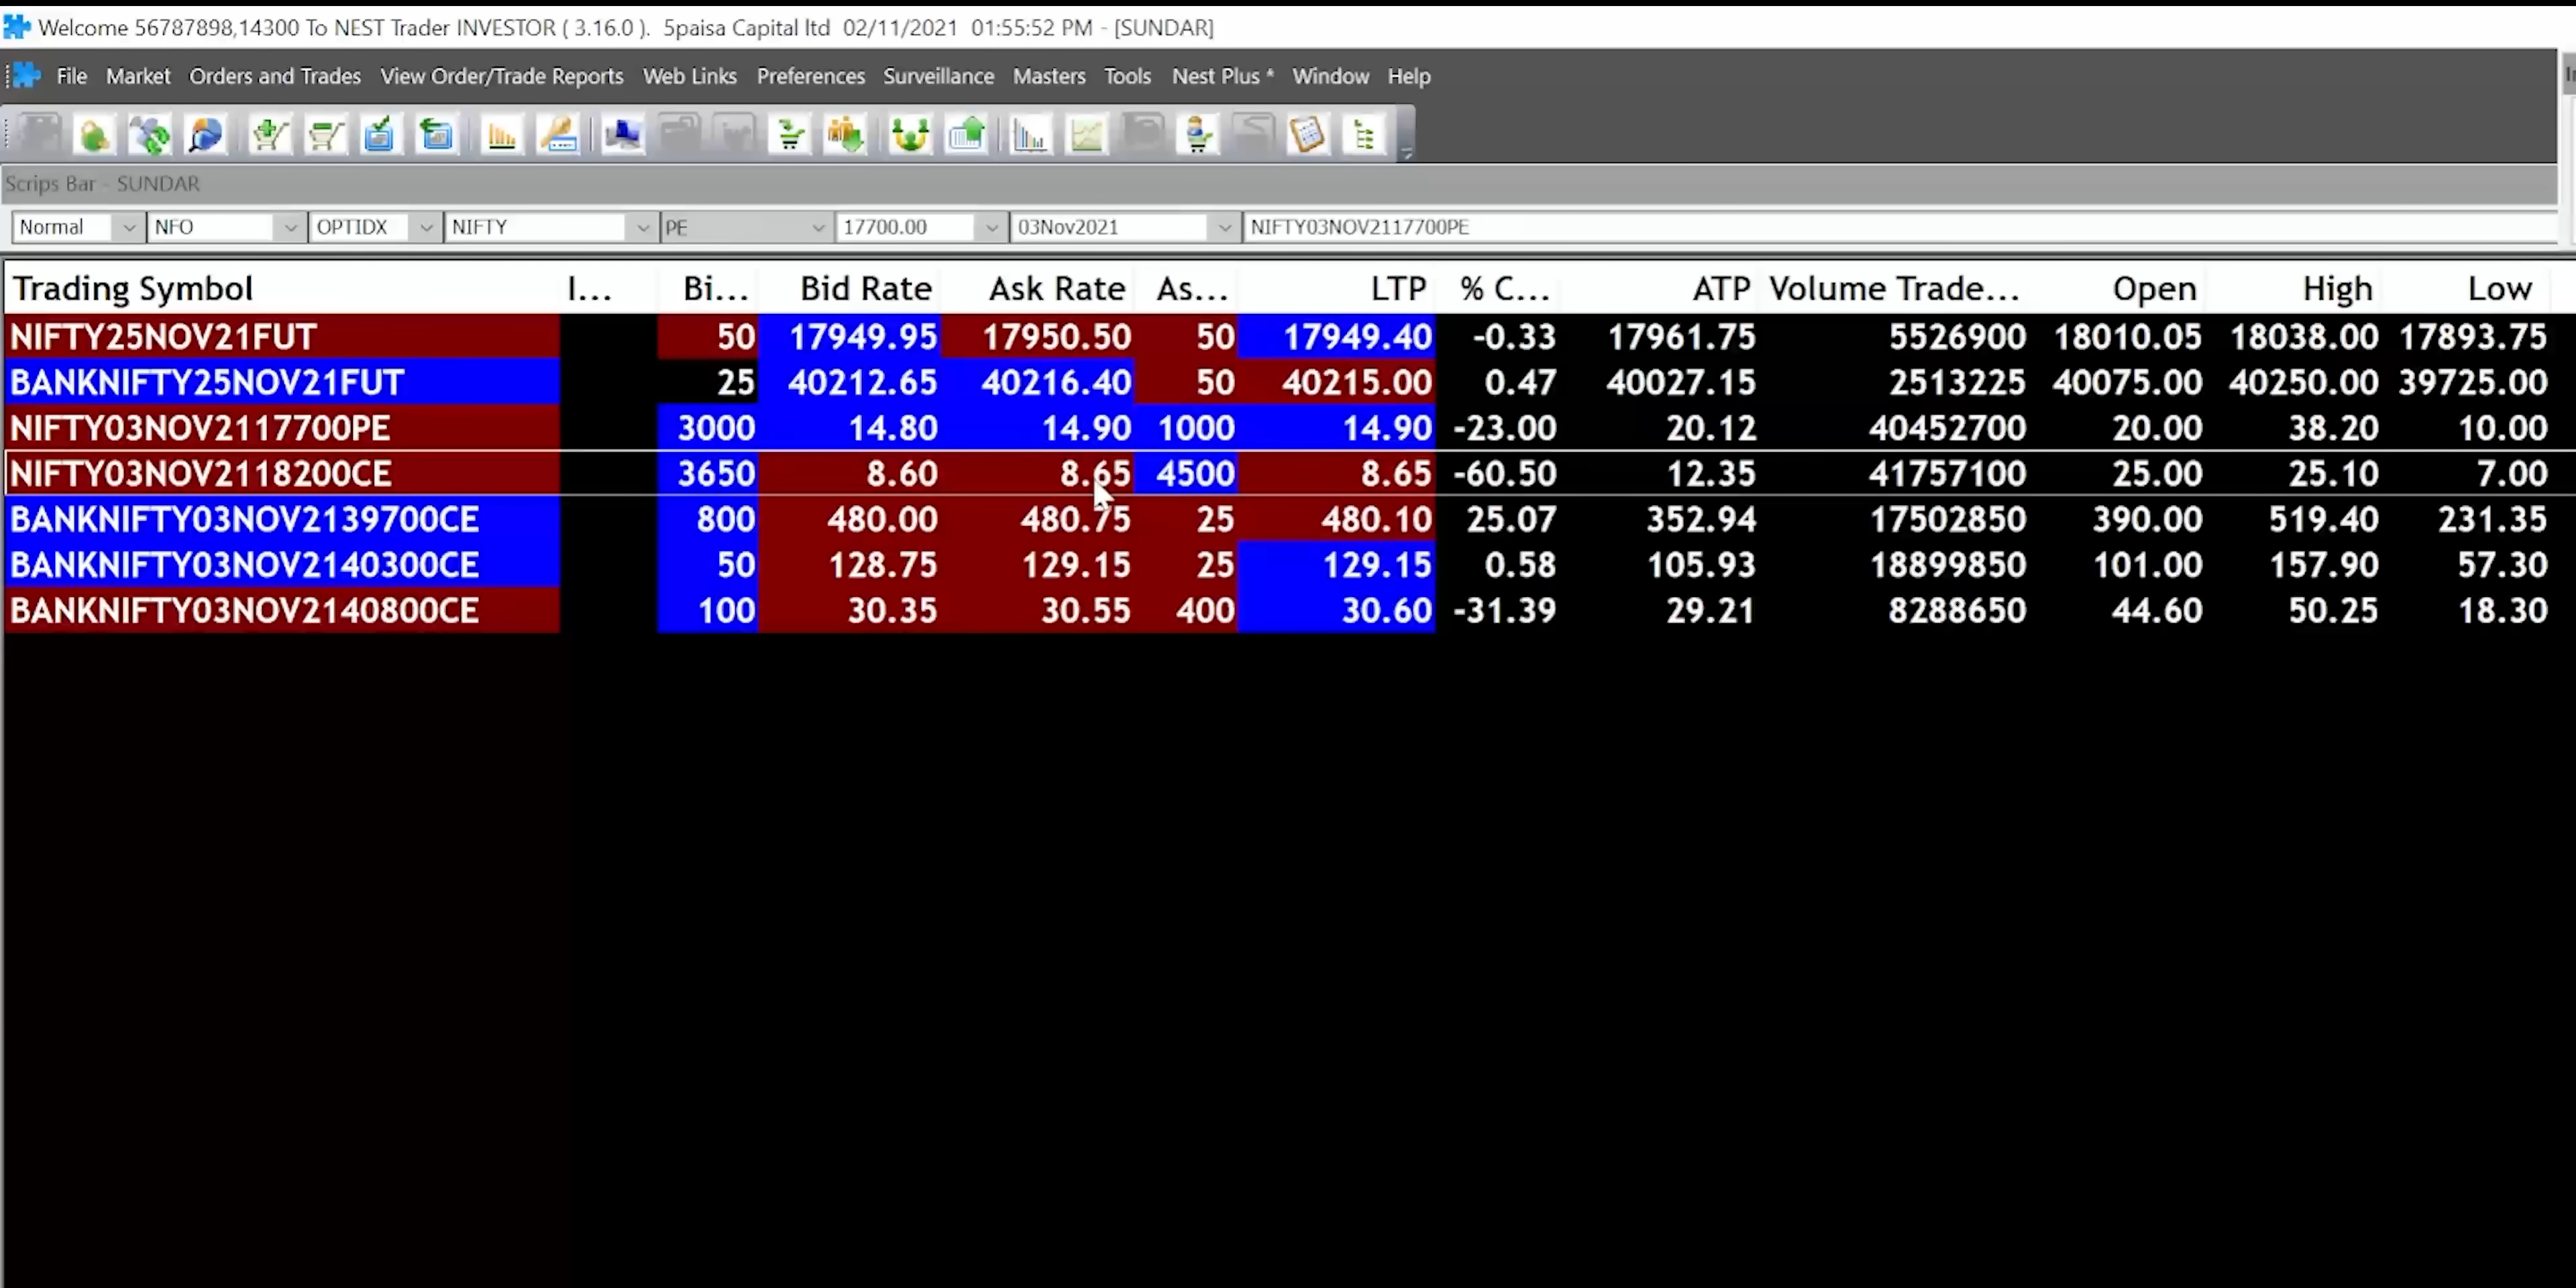 Welcome 56787898,14300 To NEST Trader INVESTOR ( 3.16.0 ). 5paisa Capital ltd 02/11/2021 01:55:52 PM - [SUNDAR]
File Market Orders and Trades View Order/Trade Reports Web Links Preferences Surveillance Masters Tools Nest Plus * Window Help
Scrips Bar - SUNDAR
Normal NFO OPTIDX NIFTY PE 17700.00 03Nov2021 NIFTY03NOV2117700PE
Trading Symbol I... Bi... Bid Rate Ask Rate As... LTP % C... ATP Volume Trade... Open High Low
NIFTY25NOV21FUT 50 17949.95 17950.50 50 17949.40 -0.33 17961.75 5526900 18010.05 18038.00 17893.75
BANKNIFTY25NOV21FUT 25 40212.65 40216.40 50 40215.00 0.47 40027.15 2513225 40075.00 40250.00 39725.00
NIFTY03NOV2117700PE 3000 14.80 14.90 1000 14.90 -23.00 20.12 40452700 20.00 38.20 10.00
NIFTY03NOV2118200CE 3650 8.60 8.65 4500 8.65 -60.50 12.35 41757100 25.00 25.10 7.00
BANKNIFTY03NOV2139700CE 800 480.00 480.75 25 480.10 25.07 352.94 17502850 390.00 519.40 231.35
BANKNIFTY03NOV2140300CE 50 128.75 129.15 25 129.15 0.58 105.93 18899850 101.00 157.90 57.30
BANKNIFTY03NOV2140800CE 100 30.35 30.55 400 30.60 -31.39 29.21 8288650 44.60 50.25 18.30